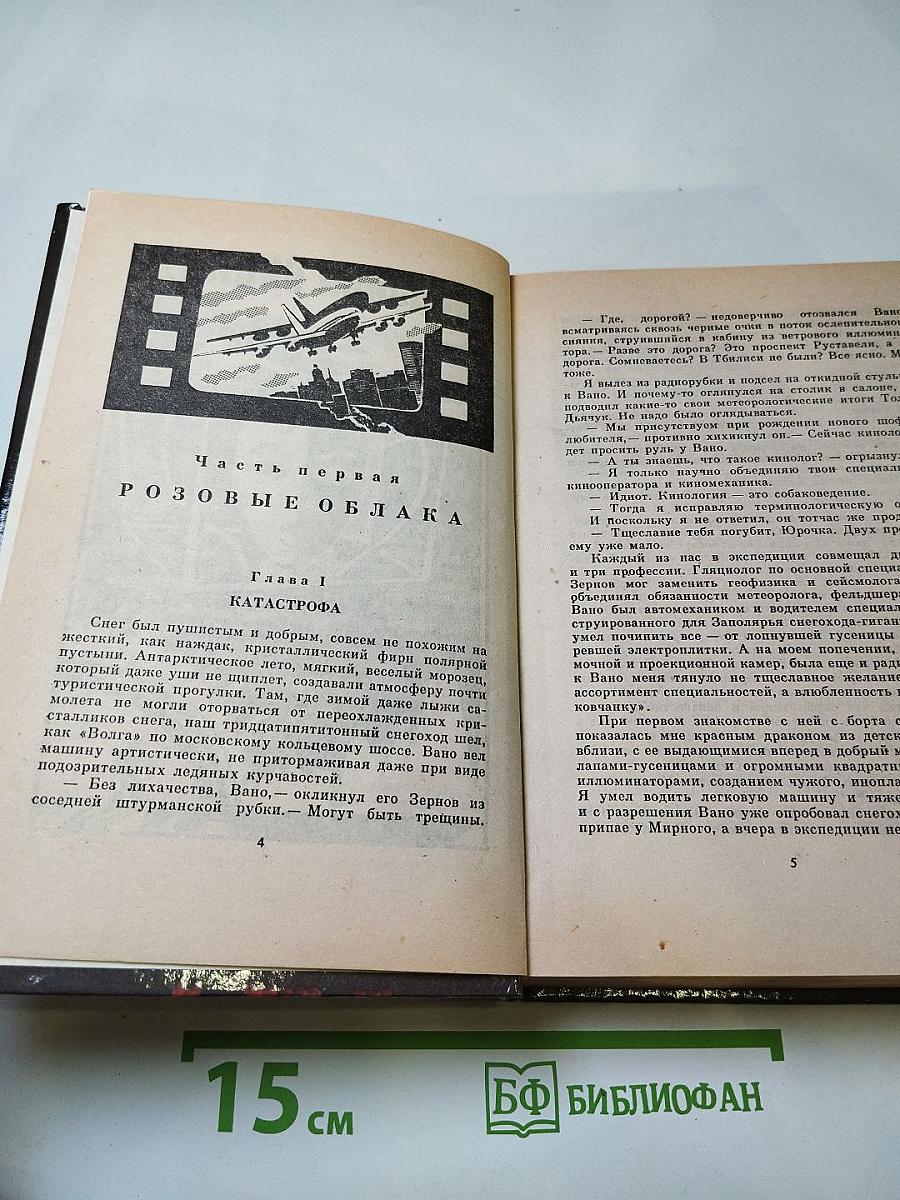 Часть первая
РОЗОВЫЕ ОБЛАКА
Глава I
КАТАСТРОФА
Снег был пушистым и добрым, совсем не похожим на
жесткий, как наждак, кристаллический фирн полярной
пустыни. Антарктическое лето, мягкий, веселый морозец,
который даже уши не щиплет, создавали атмосферу почти
туристической прогулки. Там, где зимой даже лыжи са-
молета не могли оторваться от переохлажденных кри-
сталликов снега, наш тридцатипятитонный снегоход шел,
как «Волга» по московскому кольцевому шоссе. Вано вел
машину артистически, не притормаживая даже при виде
подозрительных ледяных курчавостей.
— Без лихачества, Вано,— окликнул его Зернов из
соседней штурманской рубки.— Могут быть трещины.
4
— Где, дорогой? — недоверчиво отозвался Вано
всматриваясь сквозь черные очки в поток ослепительно
сияния, струившийся в кабину из ветрового иллюмин
тора.— Разве это дорога? Это проспект Руставели, а
дорога. Сомневаетесь? В Тбилиси не были? Все ясно. М
тоже.
Я вылез из радиорубки и подсел на откидной стуль
к Вано. И почему-то оглянулся на столик в салоне,
подводил какие-то свои метеорологические итоги Тол
Дьячук. Не надо было оглядываться.
— Мы присутствуем при рождении нового шоф
любителя,— противно хихикнул он.— Сейчас киноло
дет просить руль у Вано.
— А ты знаешь, что такое кинолог? — огрызнул
— Я только научно объединяю твои специаль
кинооператора и киномеханика.
— Идиот. Кинология — это собаковедение.
— Тогда я исправляю терминологическую о
И поскольку я не ответил, он тотчас же прод
— Тщеславие тебя погубит, Юрочка. Двух про
ему уже мало.
Каждый из нас в экспедиции совмещал дв
и три профессии. Гляциолог по основной специа
Зернов мог заменить геофизика и сейсмолога
объединял обязанности метеоролога, фельдшера
Вано был автомехаником и водителем специал
струированного для Заполярья снегохода-гиган
умел починить все — от лопнувшей гусеницы
ревшей электроплитки. А на моем попечении,
мочной и проекционной камер, была еще и ради
к Вано меня тянуло не тщеславное желание
ассортимент специальностей, а влюбленность в
ковчанку».
При первом знакомстве с ней с борта с
показалась мне красным драконом из детск
вблизи, с ее выдающимися вперед в добрый м
лапами-гусеницами и огромными квадратн
иллюминаторами, созданием чужого, инопла
Я умел водить легковую машину и тяже
и с разрешения Вано уже опробовал снегох
припае у Мирного, а вчера в экспедиции не
5
15 см
БФ БИБЛИОФАН